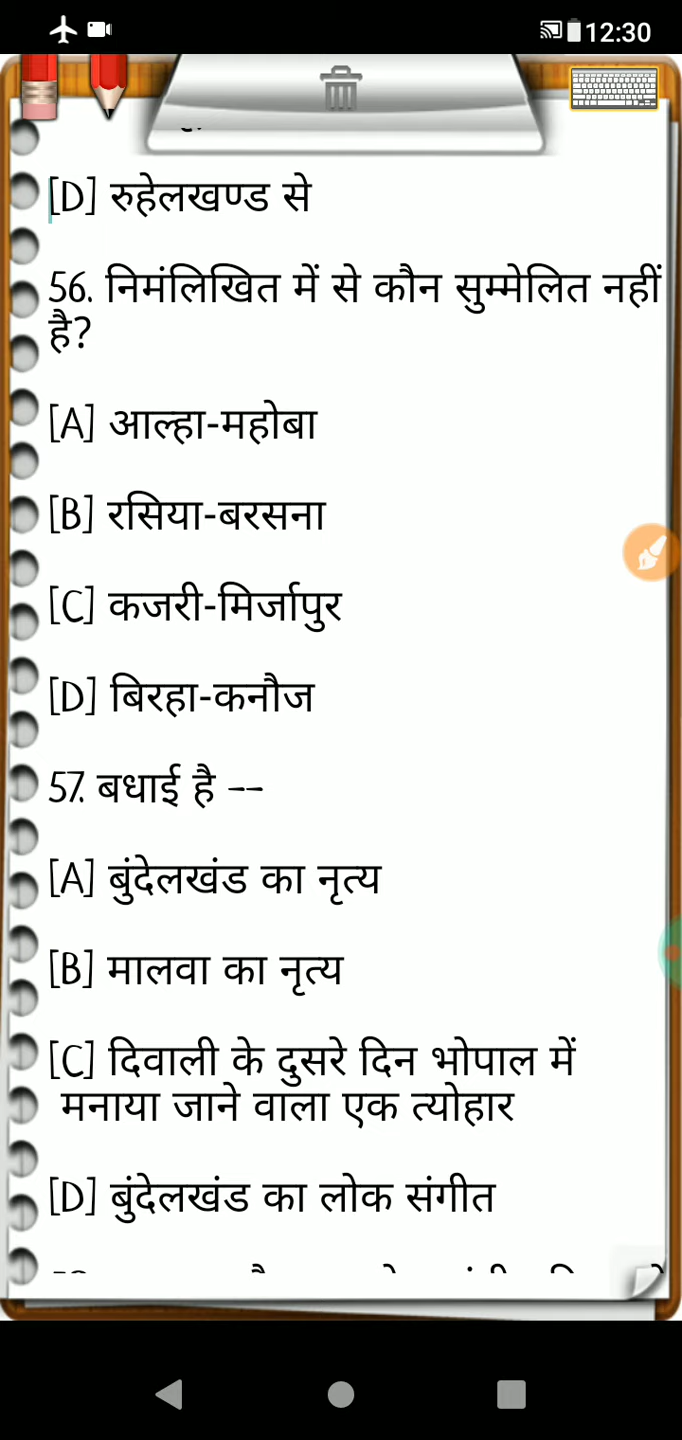 12:30
[D] रुहेलखण्ड से
56. निमंलिखित में से कौन सुम्मेलित नहीं
है?
[A] आल्हा-महोबा
[B] रसिया-बरसना
[C] कजरी-मिर्जापुर
[D] बिरहा-कनौज
57. बधाई है --
[A] बुंदेलखंड का नृत्य
[B] मालवा का नृत्य
[C] दिवाली के दुसरे दिन भोपाल में
मनाया जाने वाला एक त्योहार
[D] बुंदेलखंड का लोक संगीत